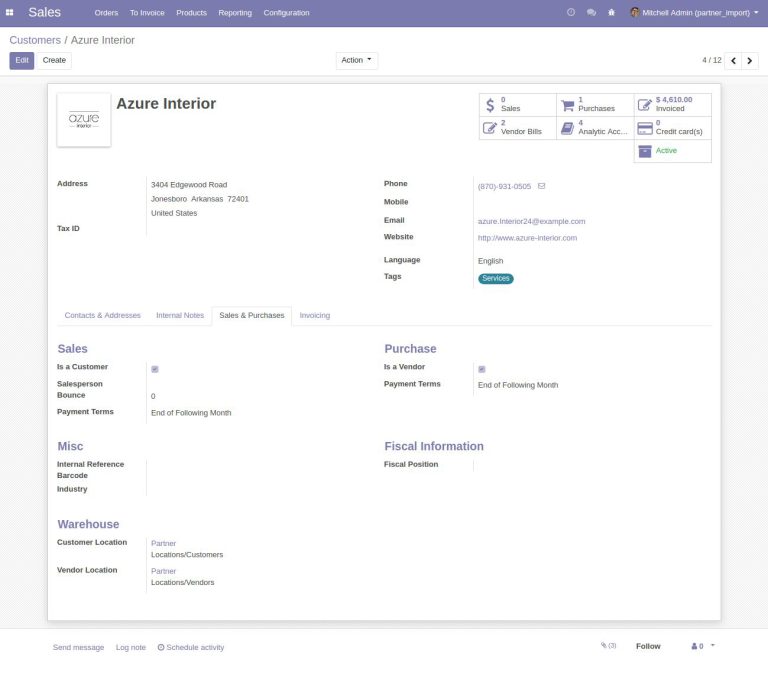 Sales Orders To Invoice Products Reporting Configuration Mitchell Admin (partner_import)
Customers / Azure Interior
Edit Create Action 4 / 12
azure
interior
Azure Interior
0
Sales
1
Purchases
$ 4,610.00
Invoiced
2
Vendor Bills
4
Analytic Acc...
0
Credit card(s)
Active
Address
3404 Edgewood Road
Jonesboro Arkansas 72401
United States
Tax ID
Phone (870)-931-0505
Mobile
Email azure.Interior24@example.com
Website http://www.azure-interior.com
Language English
Tags Services
Contacts & Addresses Internal Notes Sales & Purchases Invoicing
Sales
Is a Customer
Salesperson
Bounce 0
Payment Terms End of Following Month
Purchase
Is a Vendor
Payment Terms End of Following Month
Misc
Internal Reference
Barcode
Industry
Fiscal Information
Fiscal Position
Warehouse
Customer Location Partner
Locations/Customers
Vendor Location Partner
Locations/Vendors
Send message Log note Schedule activity (3) Follow 0